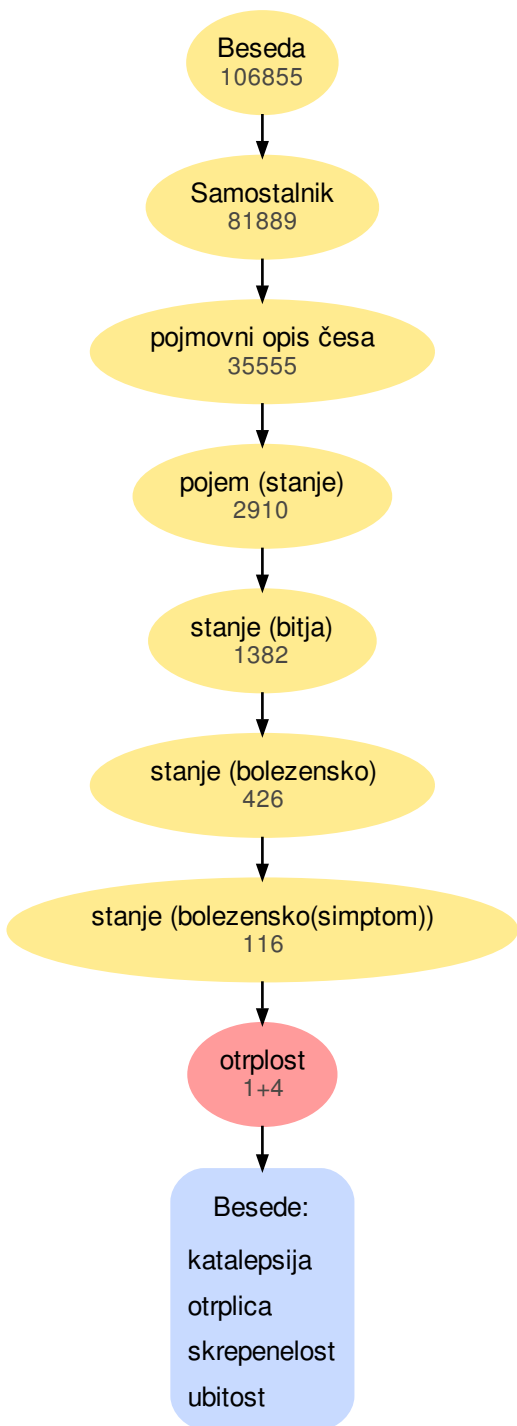 Beseda
106855
Samostalnik
81889
pojmovni opis česa
35555
pojem (stanje)
2910
stanje (bitja)
1382
stanje (bolezensko)
426
stanje (bolezensko(simptom))
116
otrplost
1+4
Besede:
katalepsija
otrplica
skrepenelost
ubitost